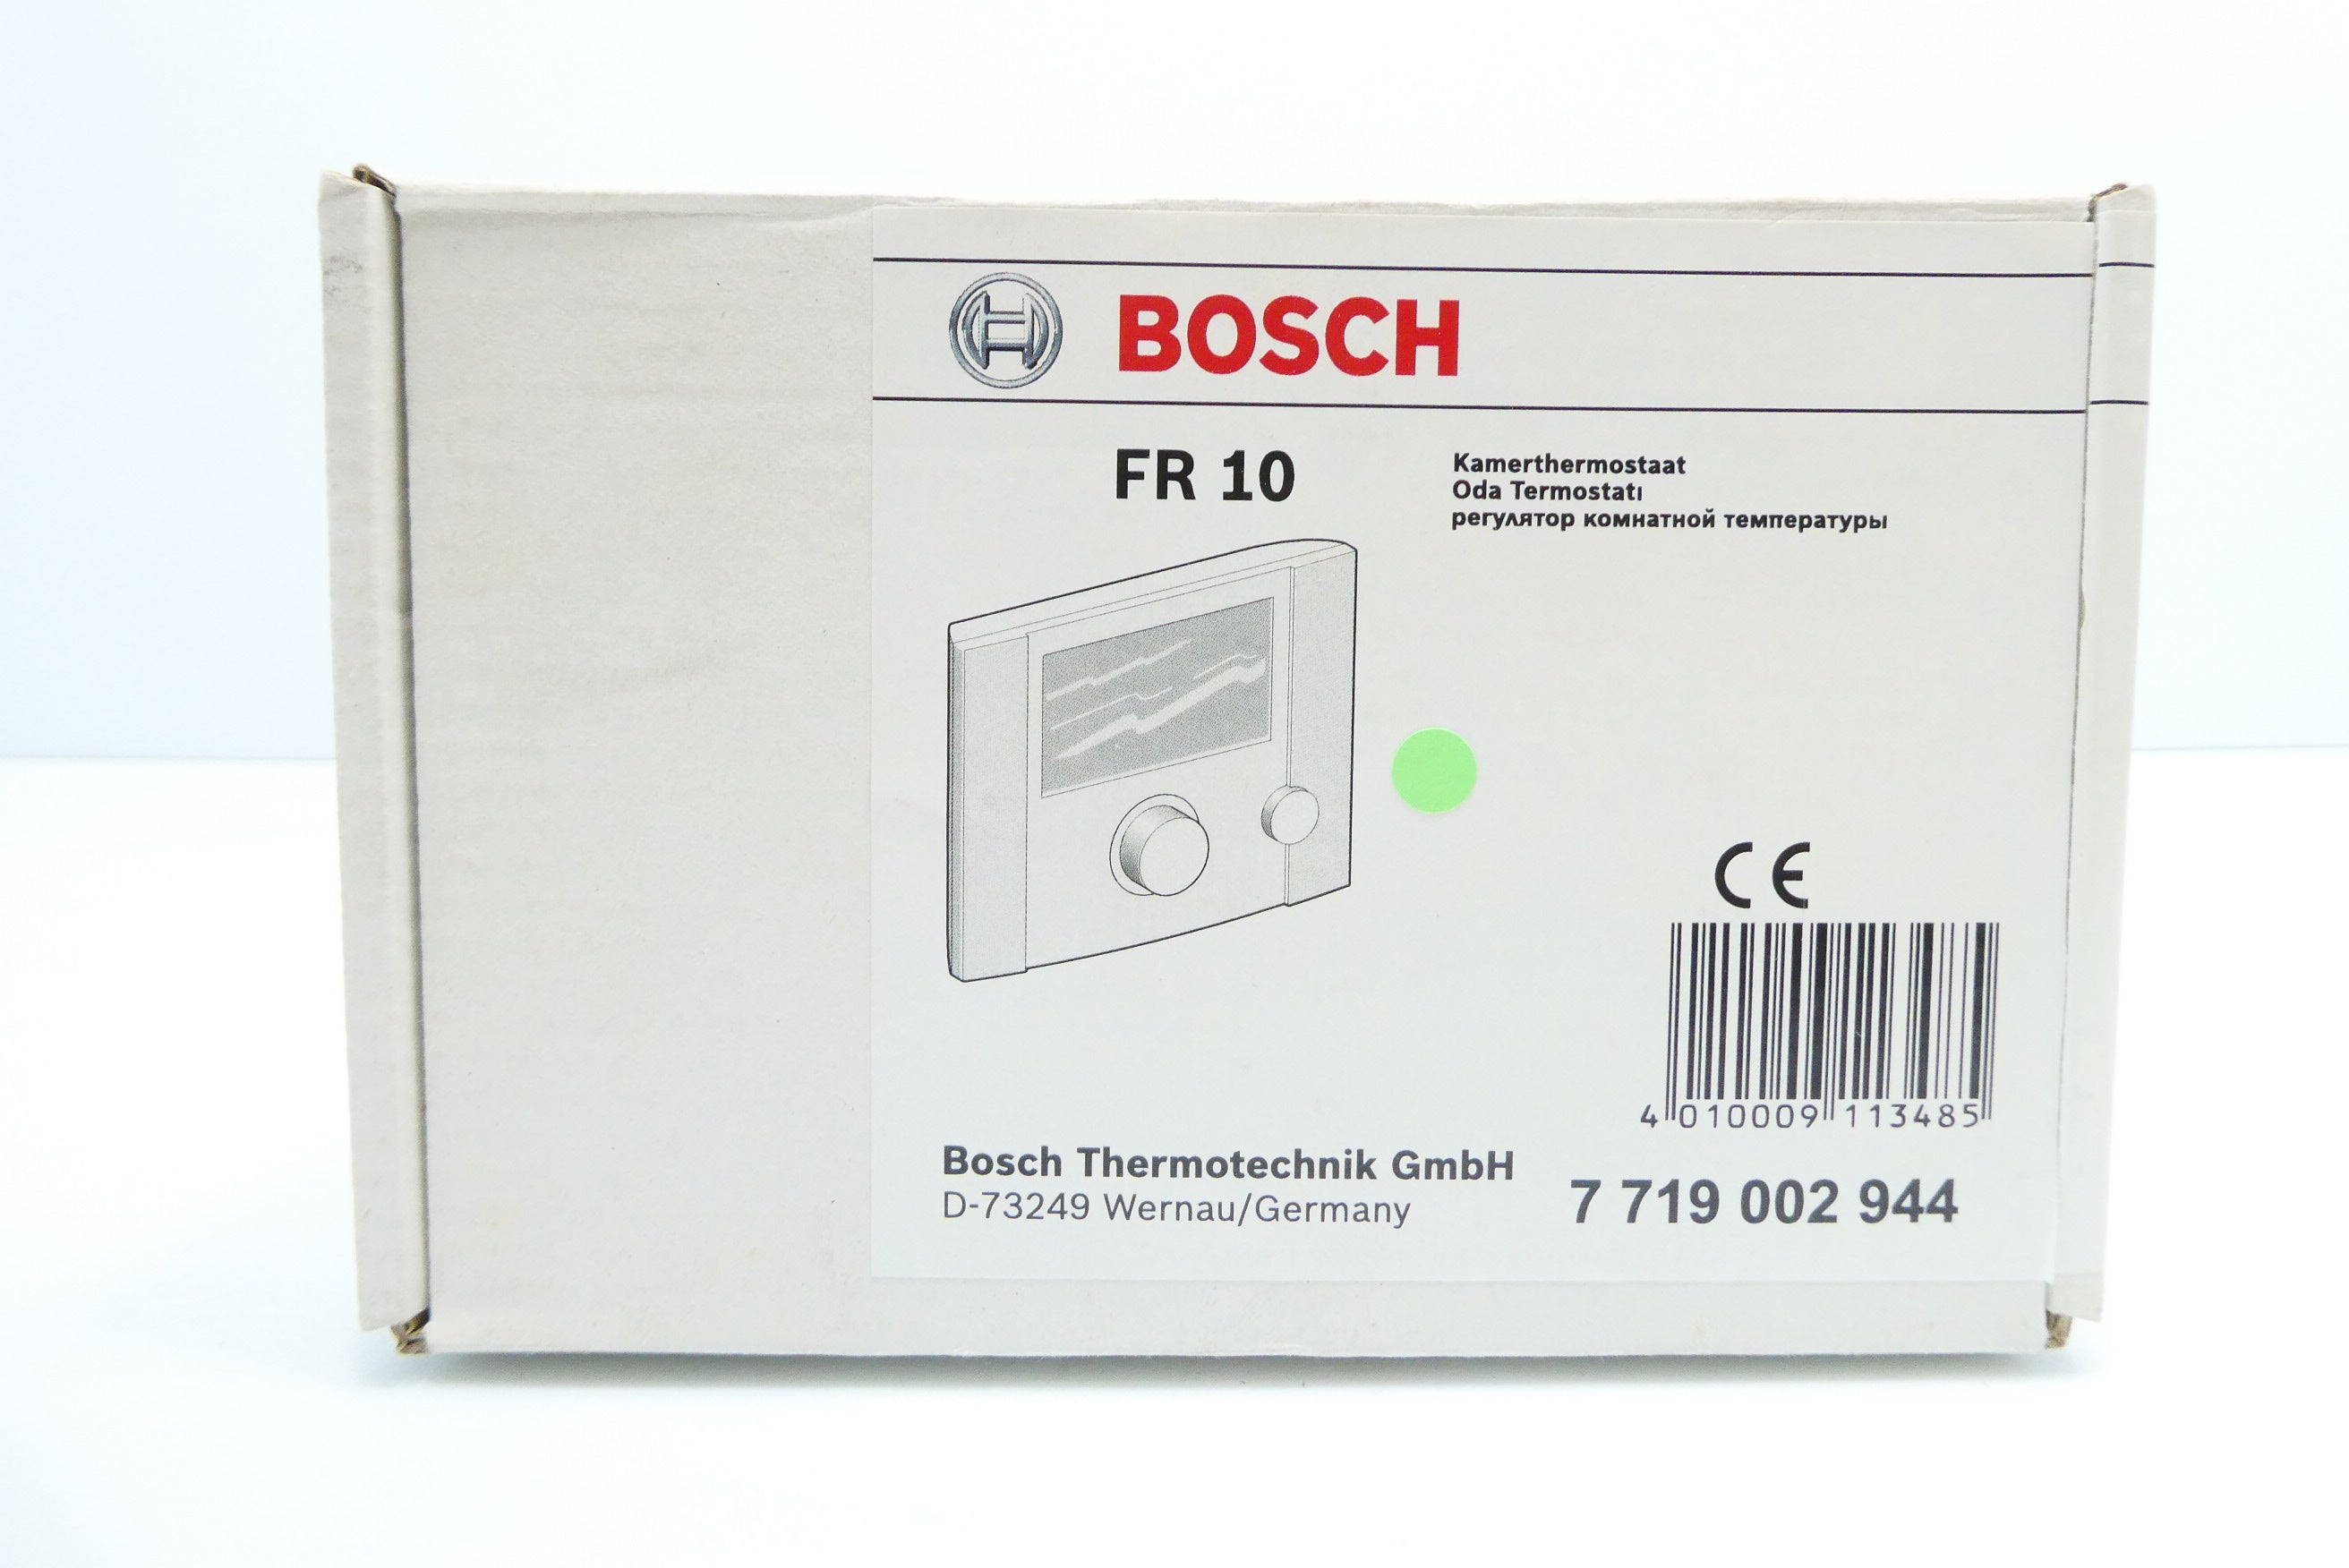 BOSCH
FR 10
Kamerthermostaat
Oda Termostatı
регулятор комнатной температуры
CE
4 010009 113485
Bosch Thermotechnik GmbH
D-73249 Wernau/Germany
7 719 002 944